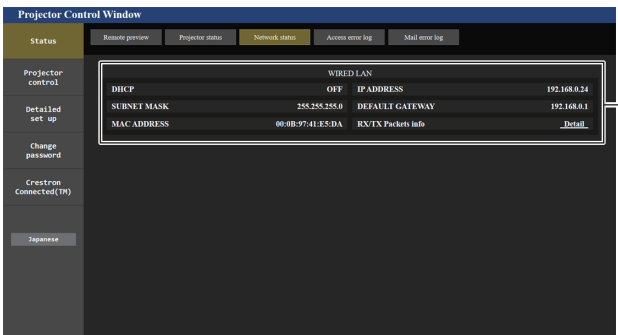 Projector Control Window
Status
Remote preview Projector status Network status Access error log Mail error log
Projector
control
Detailed
set up
Change
password
Crestron
Connected(TM)
Japanese
WIRED LAN
DHCP OFF IP ADDRESS 192.168.0.24
SUBNET MASK 255.255.255.0 DEFAULT GATEWAY 192.168.0.1
MAC ADDRESS 00:0B:97:41:E5:DA RX/TX Packets info Detail